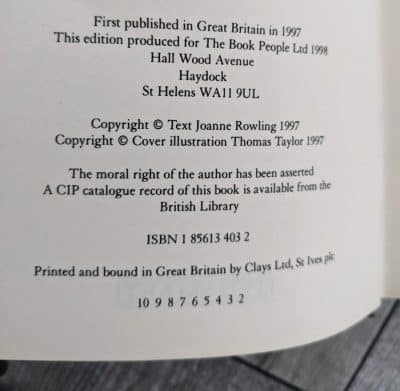 First published in Great Britain in 1997
This edition produced for The Book People Ltd 1998
Hall Wood Avenue
Haydock
St Helens WA11 9UL
Copyright © Text Joanne Rowling 1997
Copyright © Cover illustration Thomas Taylor 1997
The moral right of the author has been asserted
A CIP catalogue record of this book is available from the
British Library
ISBN 1 85613 403 2
Printed and bound in Great Britain by Clays Ltd, St Ives plc
10 9 8 7 6 5 4 3 2